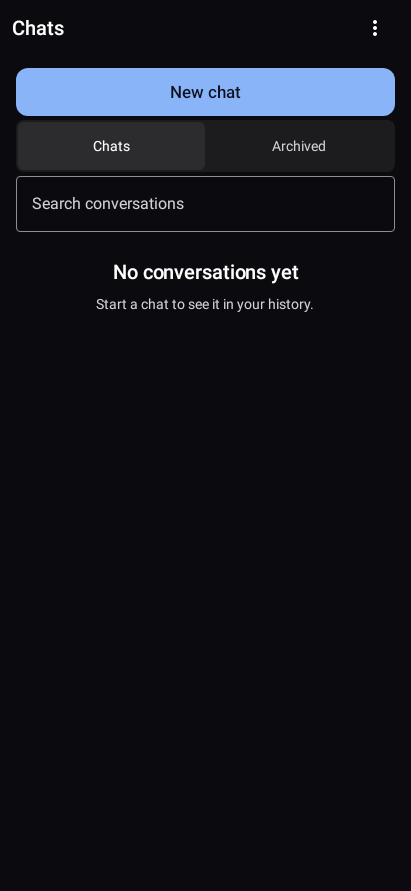 Chats
New chat
Chats
Archived
Search conversations
No conversations yet
Start a chat to see it in your history.